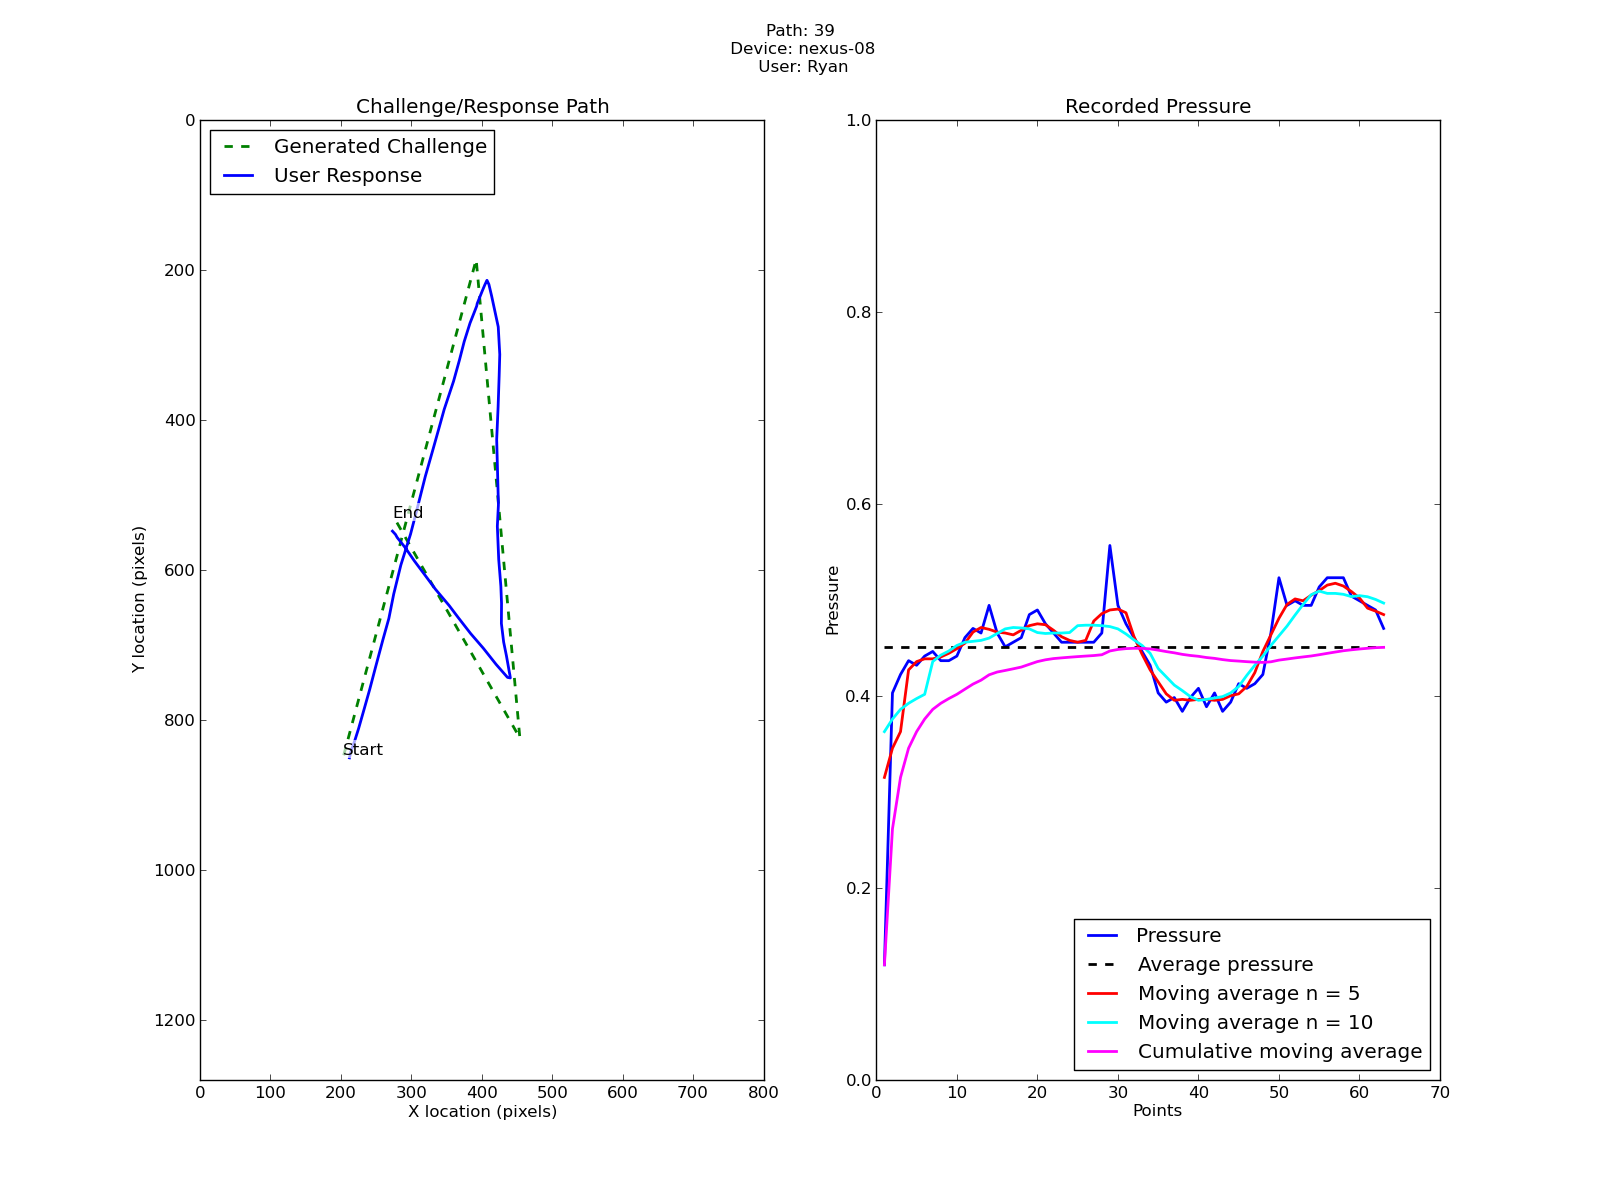 Path: 39
Device: nexus-08
User: Ryan
Challenge/Response Path
Generated Challenge
User Response
0
200
400
600
800
1000
1200
Y location (pixels)
End
Start
0 100 200 300 400 500 600 700 800
X location (pixels)
Recorded Pressure
1.0
0.8
0.6
0.4
0.2
0.0
Pressure
Pressure
Average pressure
Moving average n = 5
Moving average n = 10
Cumulative moving average
0 10 20 30 40 50 60 70
Points